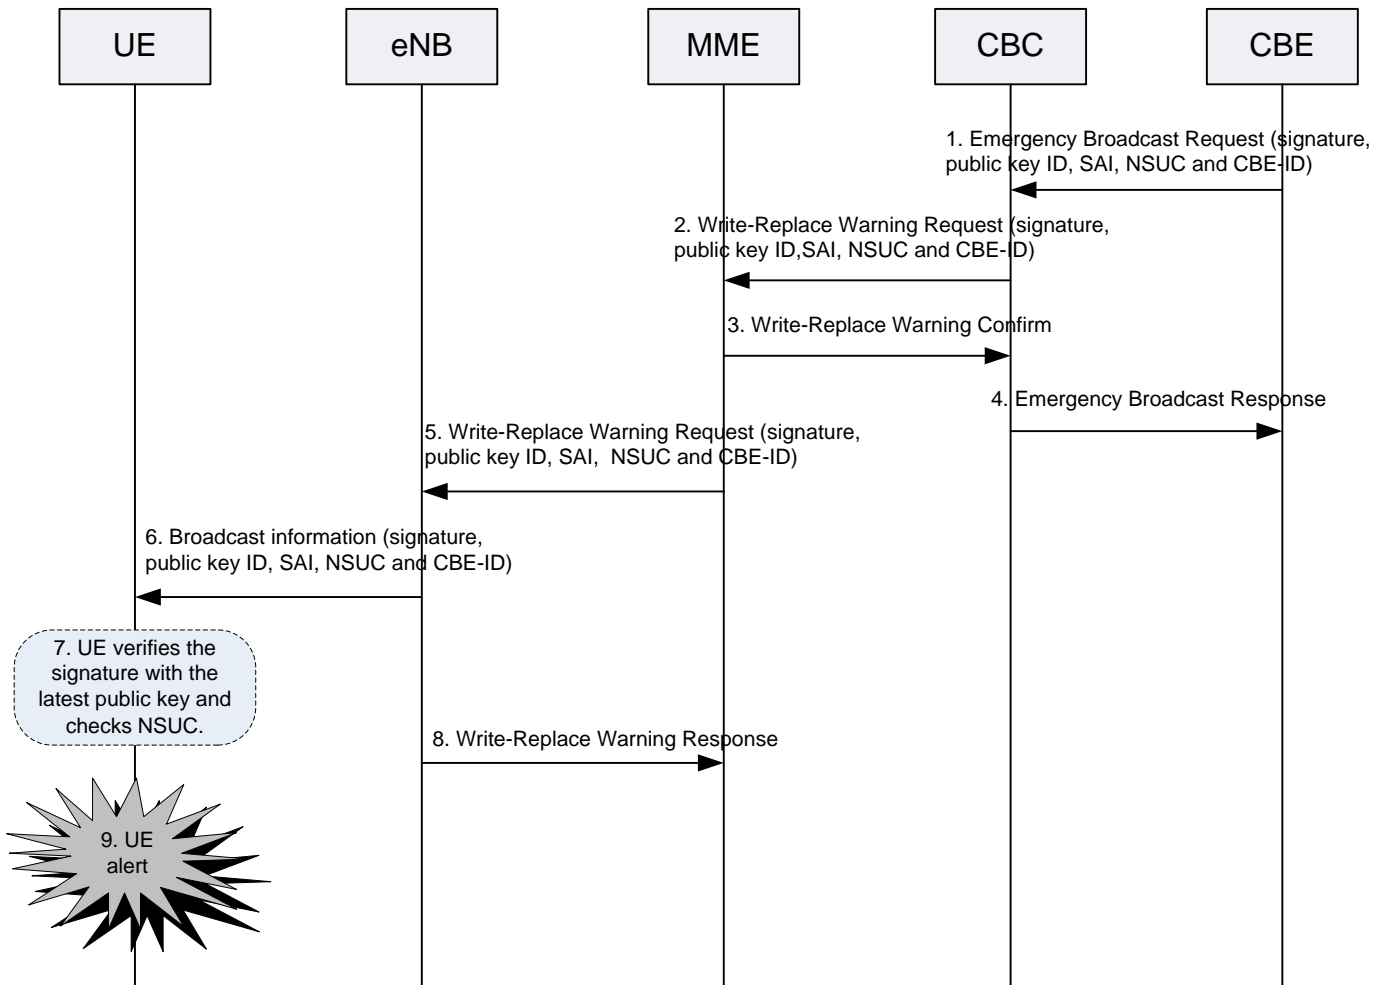 UE
eNB
MME
CBC
CBE
1. Emergency Broadcast Request (signature,
public key ID, SAI, NSUC and CBE-ID)
2. Write-Replace Warning Request (signature,
public key ID,SAI, NSUC and CBE-ID)
3. Write-Replace Warning Confirm
4. Emergency Broadcast Response
5. Write-Replace Warning Request (signature,
public key ID, SAI,  NSUC and CBE-ID)
6. Broadcast information (signature,
public key ID, SAI, NSUC and CBE-ID)
7. UE verifies the
signature with the
latest public key and
checks NSUC.
8. Write-Replace Warning Response
9. UE
alert